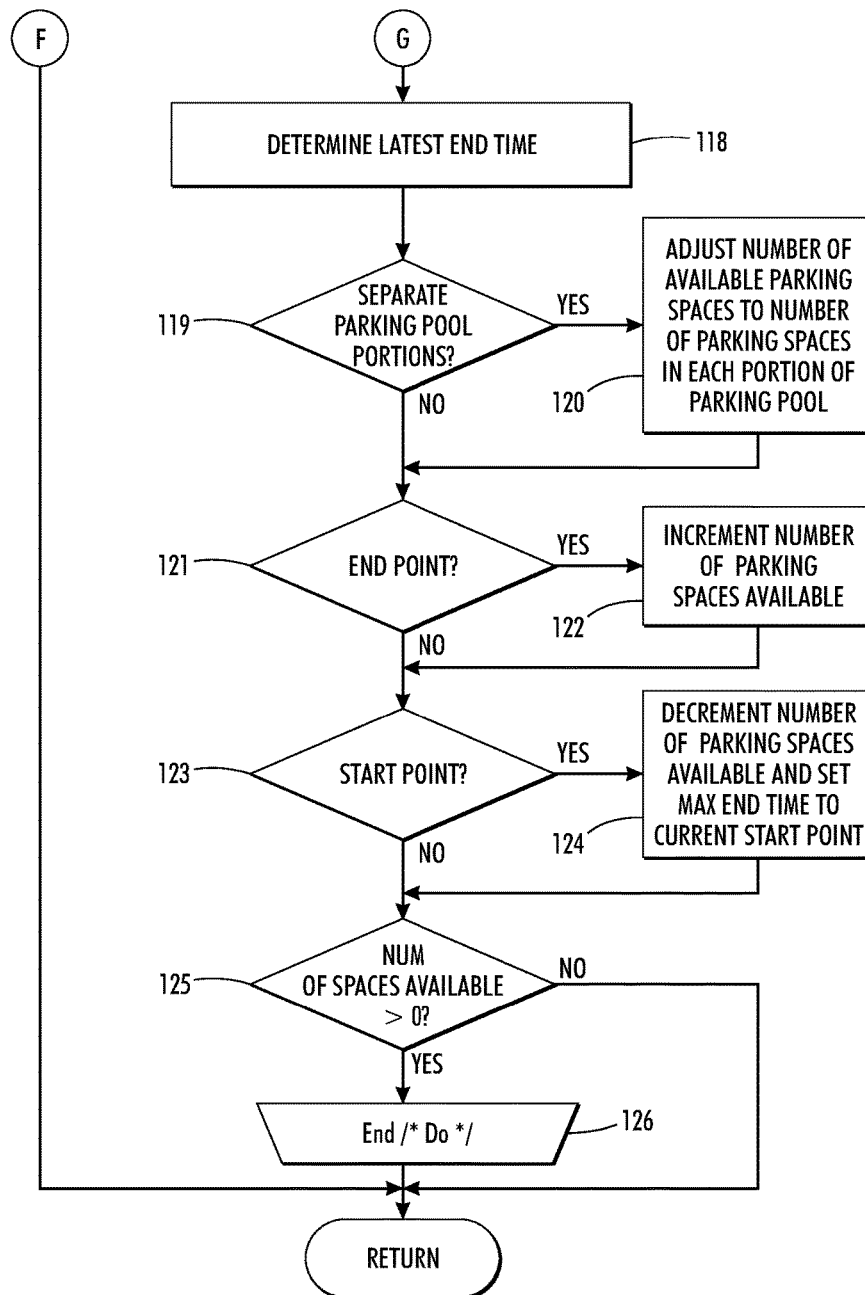 F
G
DETERMINE LATEST END TIME
118
SEPARATE
PARKING POOL
PORTIONS?
119
YES
NO
ADJUST NUMBER OF
AVAILABLE PARKING
SPACES TO NUMBER
OF PARKING SPACES
IN EACH PORTION OF
PARKING POOL
120
END POINT?
121
YES
NO
INCREMENT NUMBER
OF PARKING
SPACES AVAILABLE
122
START POINT?
123
YES
NO
DECREMENT NUMBER
OF PARKING SPACES
AVAILABLE AND SET
MAX END TIME TO
CURRENT START POINT
124
NUM
OF SPACES AVAILABLE
> 0?
125
NO
YES
End /* Do */
126
RETURN